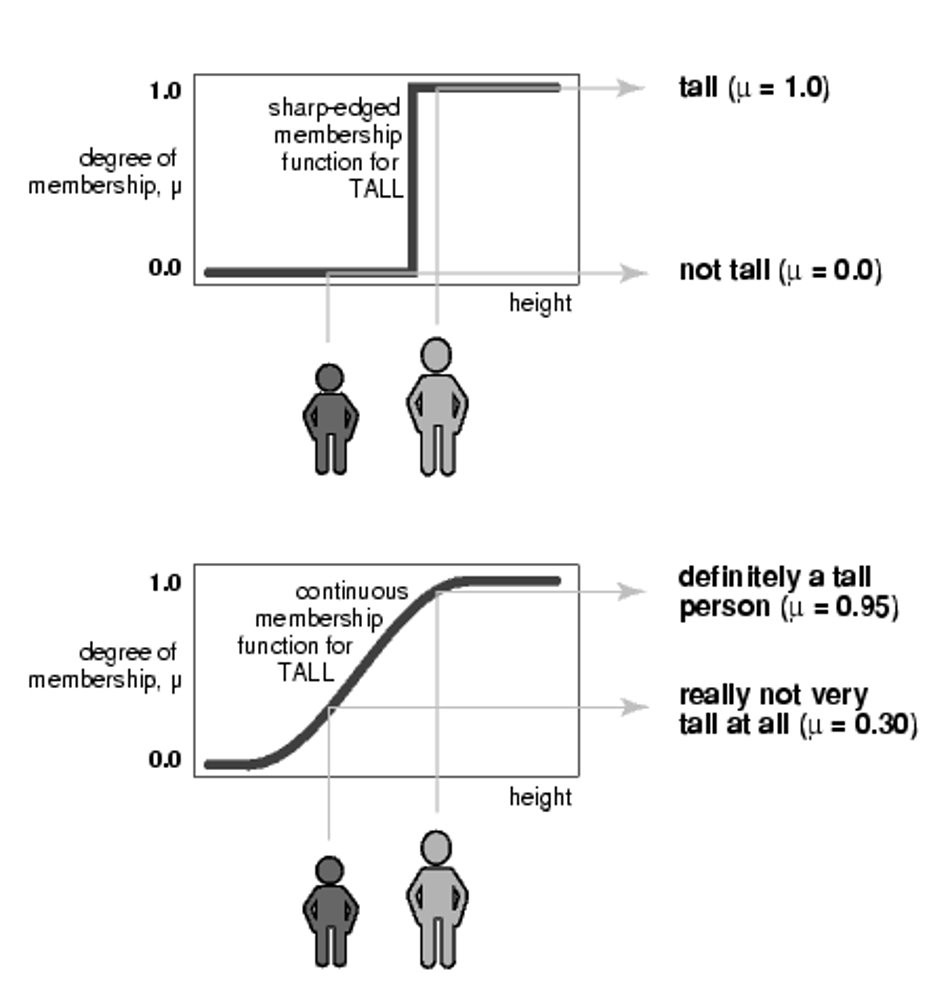 1.0
sharp-edged
membership
function for
TALL
degree of
membership, μ
0.0
height
tall (μ = 1.0)
not tall (μ = 0.0)
1.0
continuous
membership
function for
TALL
degree of
membership, μ
0.0
height
definitely a tall
person (μ = 0.95)
really not very
tall at all (μ = 0.30)